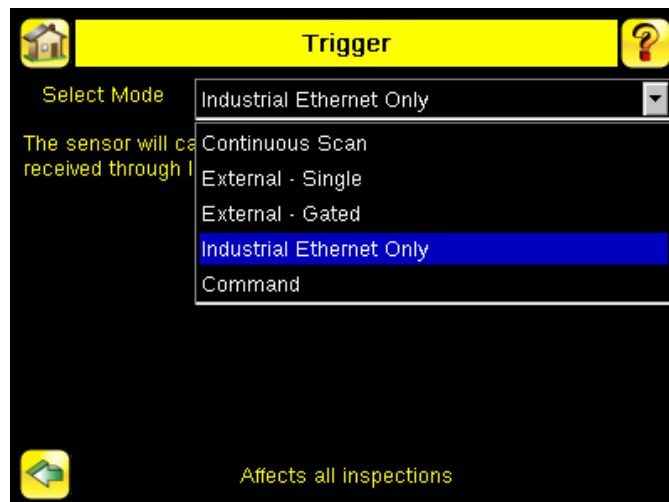 Trigger
Select Mode
Industrial Ethernet Only
The sensor will ca
received through I
Continuous Scan
External - Single
External - Gated
Industrial Ethernet Only
Command
Affects all inspections